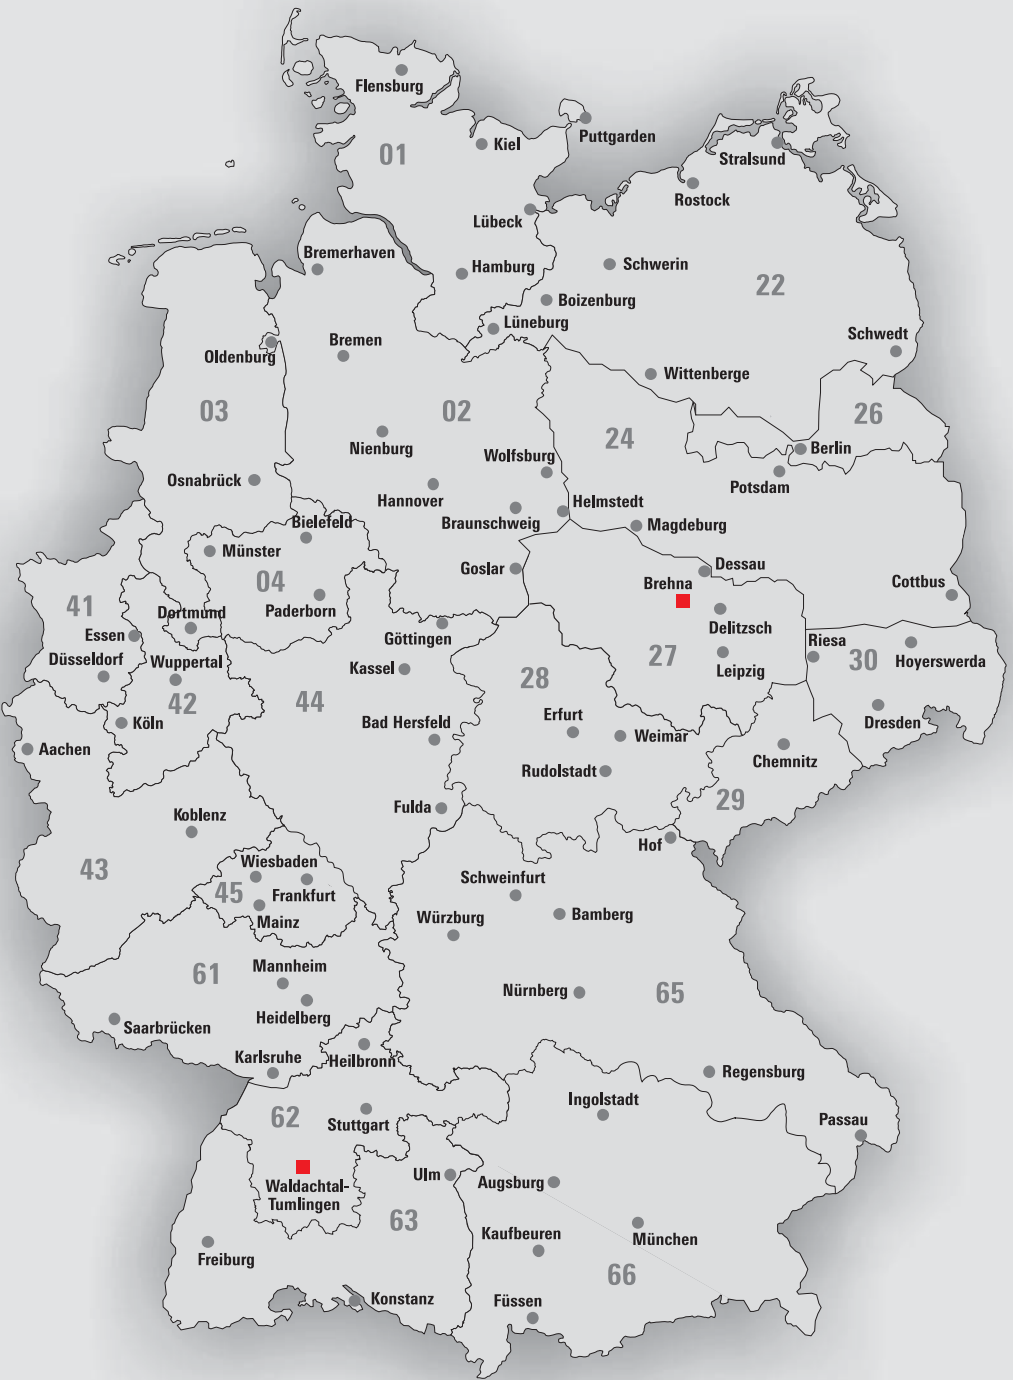 Flensburg
Puttgarden
Kiel
01
Stralsund
Rostock
Lübeck
Bremerhaven
Hamburg
Schwerin
22
Boizenburg
Lüneburg
Schwedt
Oldenburg
Bremen
Wittenberge
03
02
24
26
Nienburg
Berlin
Wolfsburg
Osnabrück
Potsdam
Hannover
Helmstedt
Braunschweig
Magdeburg
Bielefeld
Münster
Goslar
Dessau
04
Brehna
Cottbus
41
Paderborn
Dortmund
Delitzsch
Essen
Göttingen
Riesa
Düsseldorf
Wuppertal
Kassel
27
30
Hoyerswerda
Leipzig
28
42
44
Erfurt
Köln
Bad Hersfeld
Dresden
Aachen
Weimar
Chemnitz
Rudolstadt
29
Fulda
Koblenz
Hof
43
Wiesbaden
Schweinfurt
45
Frankfurt
Würzburg
Bamberg
Mainz
61
Mannheim
Nürnberg
65
Heidelberg
Saarbrücken
Karlsruhe
Heilbronn
Regensburg
Ingolstadt
62
Stuttgart
Passau
Ulm
Augsburg
Waldachtal-
Tumlingen
63
Kaufbeuren
München
Freiburg
66
Konstanz
Füssen